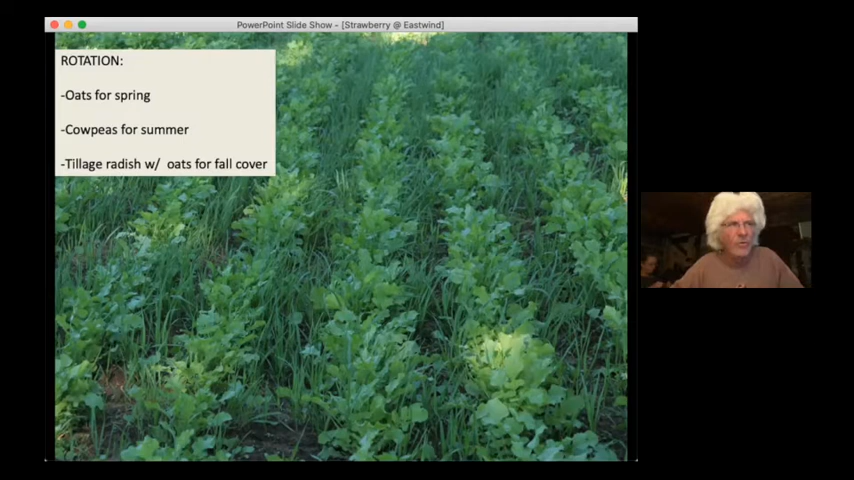 PowerPoint Slide Show - [Strawberry @ Eastwind]
ROTATION:
-Oats for spring
-Cowpeas for summer
-Tillage radish w/ oats for fall cover